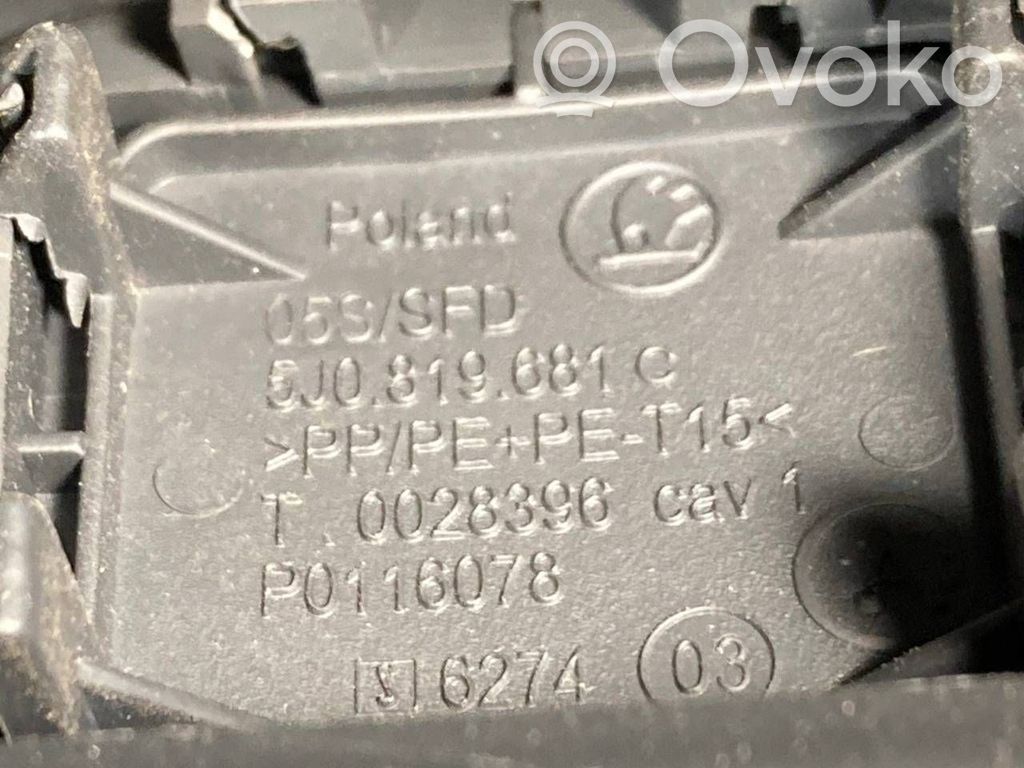 Ovoko
Poland
05S/SFD
5J0.819.681 C
>PP/PE+PE-T15<
T. 0028396 cav 1
P0116078
6274 03